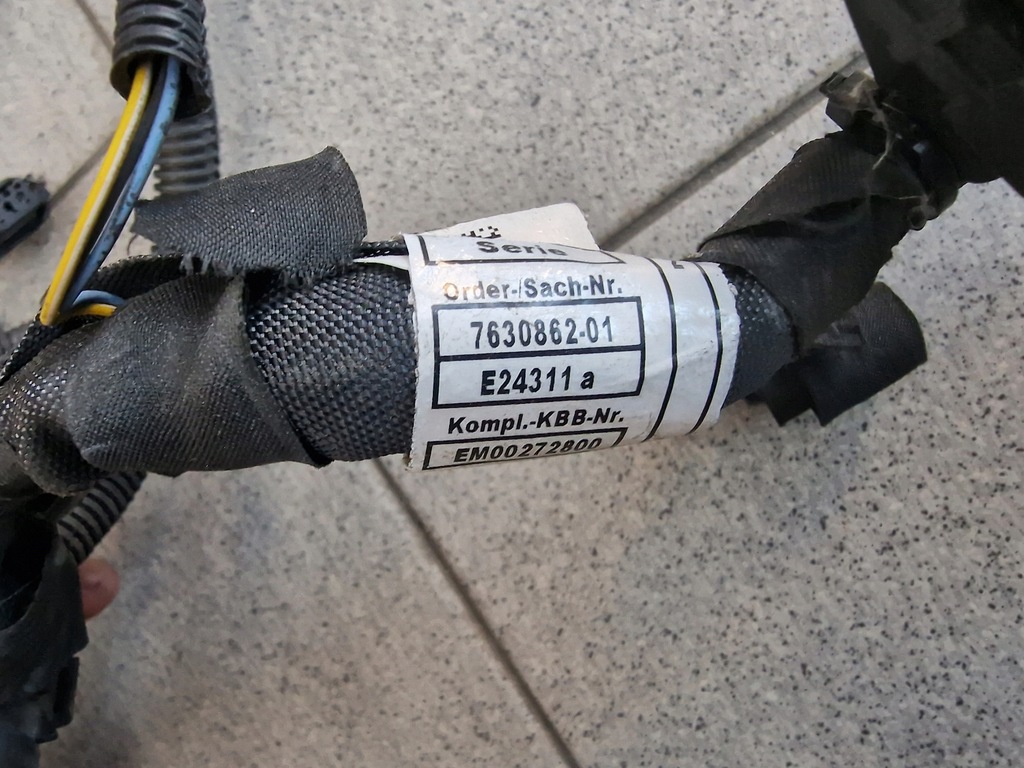 Serie
Order-/Sach-Nr.
7630862-01
E24311 a
Kompl.-KBB-Nr.
EM00272800